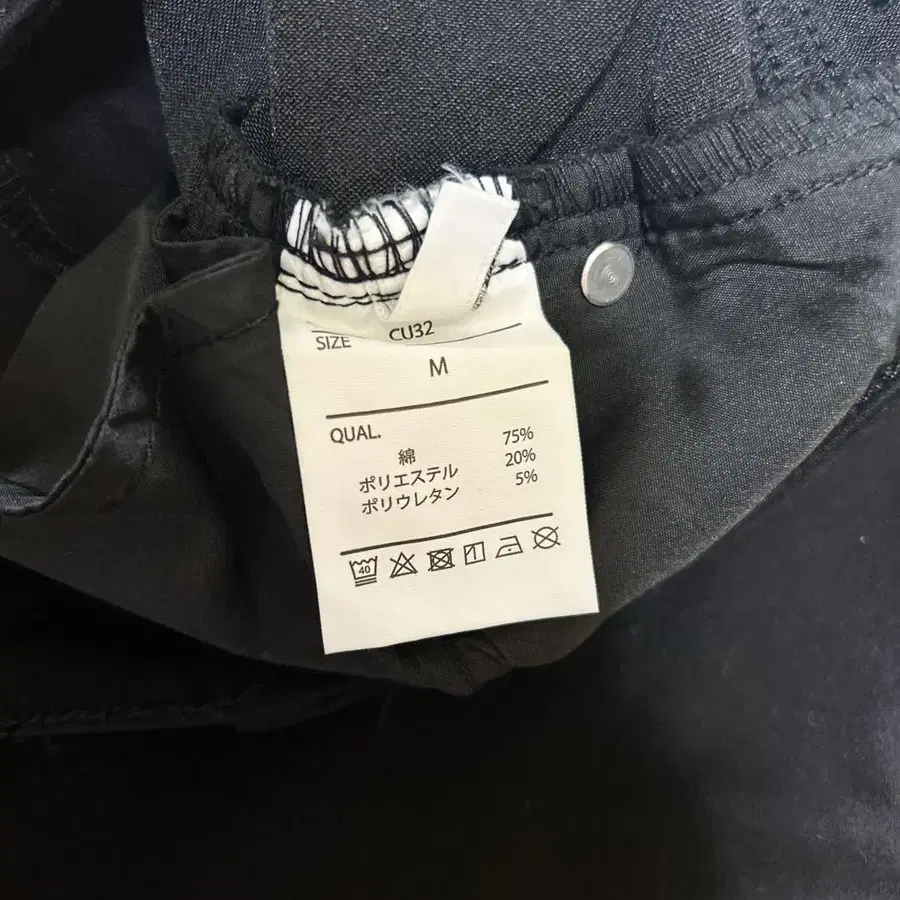 CU32
SIZE
M
QUAL.
綿 75%
ポリエステル 20%
ポリウレタン 5%
40